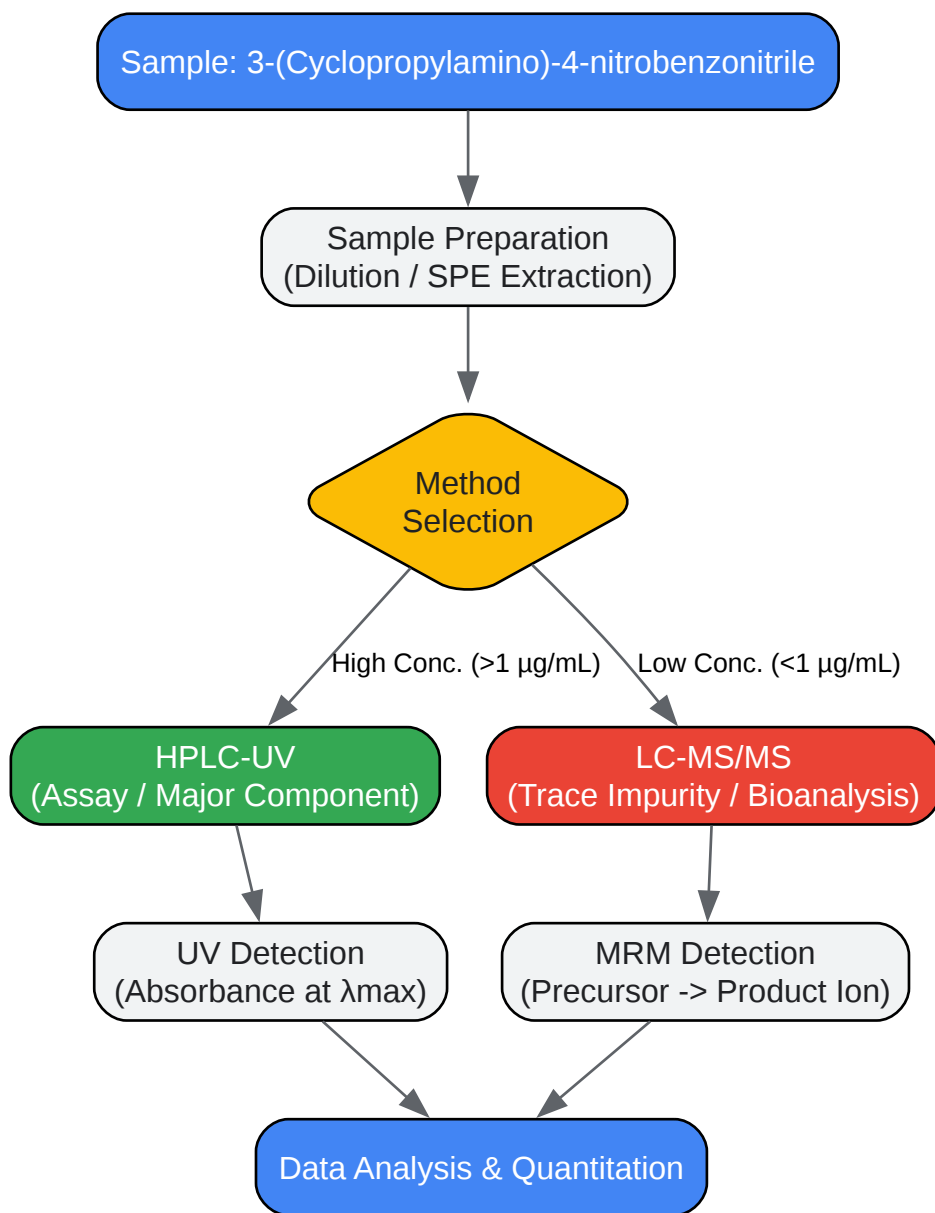 Sample: 3-(Cyclopropylamino)-4-nitrobenzonitrile
Sample Preparation
(Dilution / SPE Extraction)
Method
Selection
High Conc. (>1 µg/mL)
Low Conc. (<1 µg/mL)
HPLC-UV
(Assay / Major Component)
LC-MS/MS
(Trace Impurity / Bioanalysis)
UV Detection
(Absorbance at λmax)
MRM Detection
(Precursor -> Product Ion)
Data Analysis & Quantitation